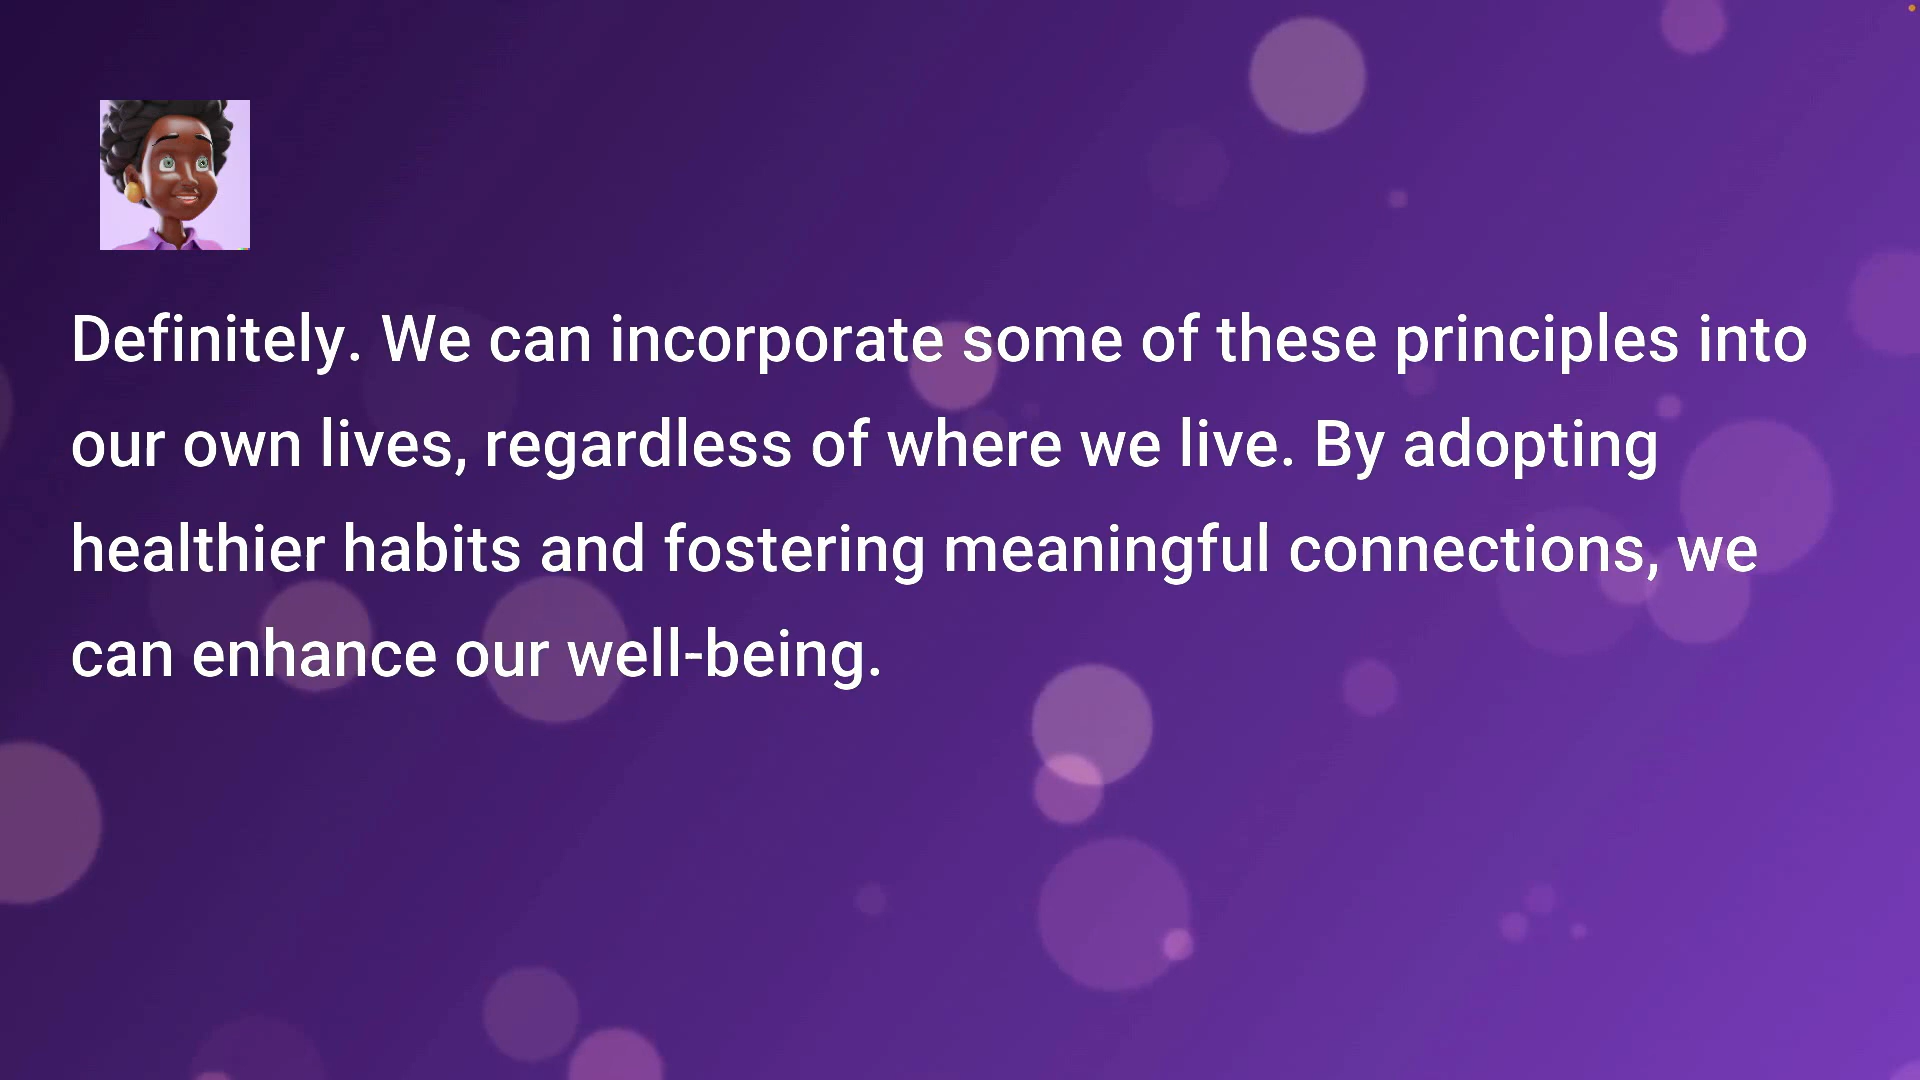 Definitely. We can incorporate some of these principles into
our own lives, regardless of where we live. By adopting
healthier habits and fostering meaningful connections, we
can enhance our well-being.